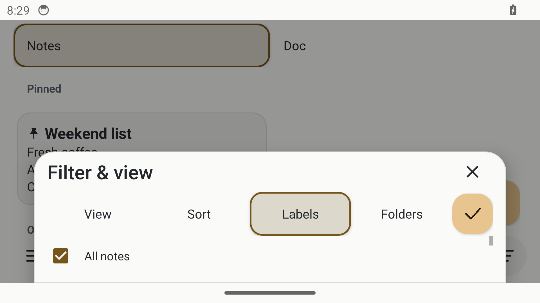 8:29
Notes
Doc
Pinned
Weekend list
Fresh coffee
Filter & view
View
Sort
Labels
Folders
All notes